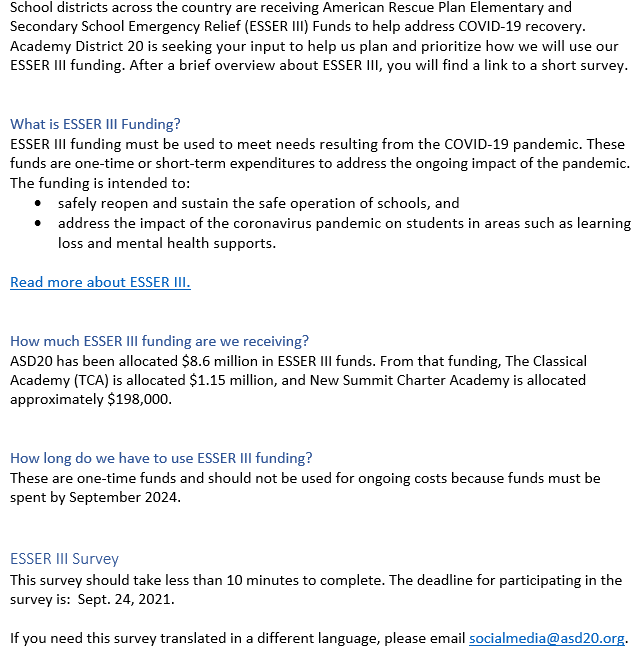 School districts across the country are receiving American Rescue Plan Elementary and
Secondary School Emergency Relief (ESSER III) Funds to help address COVID-19 recovery.
Academy District 20 is seeking your input to help us plan and prioritize how we will use our
ESSER III funding. After a brief overview about ESSER III, you will find a link to a short survey.
What is ESSER III Funding?
ESSER III funding must be used to meet needs resulting from the COVID-19 pandemic. These
funds are one-time or short-term expenditures to address the ongoing impact of the pandemic.
The funding is intended to:
• safely reopen and sustain the safe operation of schools, and
• address the impact of the coronavirus pandemic on students in areas such as learning
loss and mental health supports.
Read more about ESSER III.
How much ESSER III funding are we receiving?
ASD20 has been allocated $8.6 million in ESSER III funds. From that funding, The Classical
Academy (TCA) is allocated $1.15 million, and New Summit Charter Academy is allocated
approximately $198,000.
How long do we have to use ESSER III funding?
These are one-time funds and should not be used for ongoing costs because funds must be
spent by September 2024.
ESSER III Survey
This survey should take less than 10 minutes to complete. The deadline for participating in the
survey is:  Sept. 24, 2021.
If you need this survey translated in a different language, please email socialmedia@asd20.org.